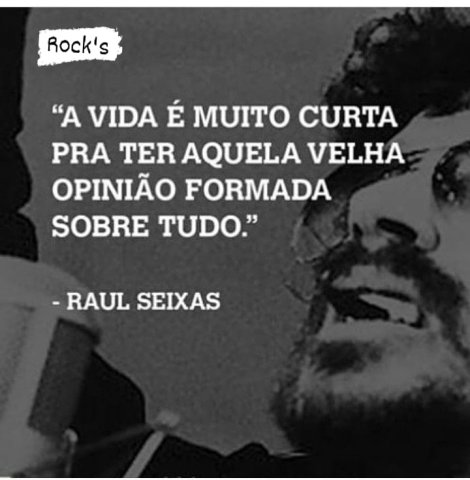 Rock's
“A VIDA É MUITO CURTA
PRA TER AQUELA VELHA
OPINIÃO FORMADA
SOBRE TUDO.”
- RAUL SEIXAS